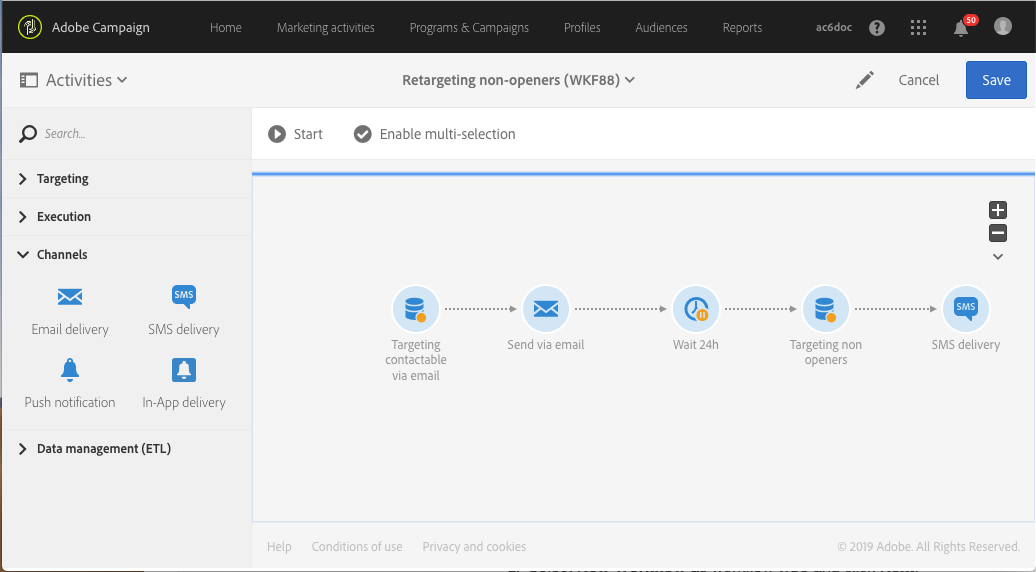 Adobe Campaign Home Marketing activities Programs & Campaigns Profiles Audiences Reports ac6doc ? 50
Activities Retargeting non-openers (WKF88) Cancel Save
Search...
Start Enable multi-selection
Targeting
Execution
Channels
SMS
Email delivery SMS delivery
Push notification In-App delivery
Data management (ETL)
SMS
Targeting
contactable
via email
Send via email
Wait 24h
Targeting non
openers
SMS delivery
Help Conditions of use Privacy and cookies © 2019 Adobe. All Rights Reserved.